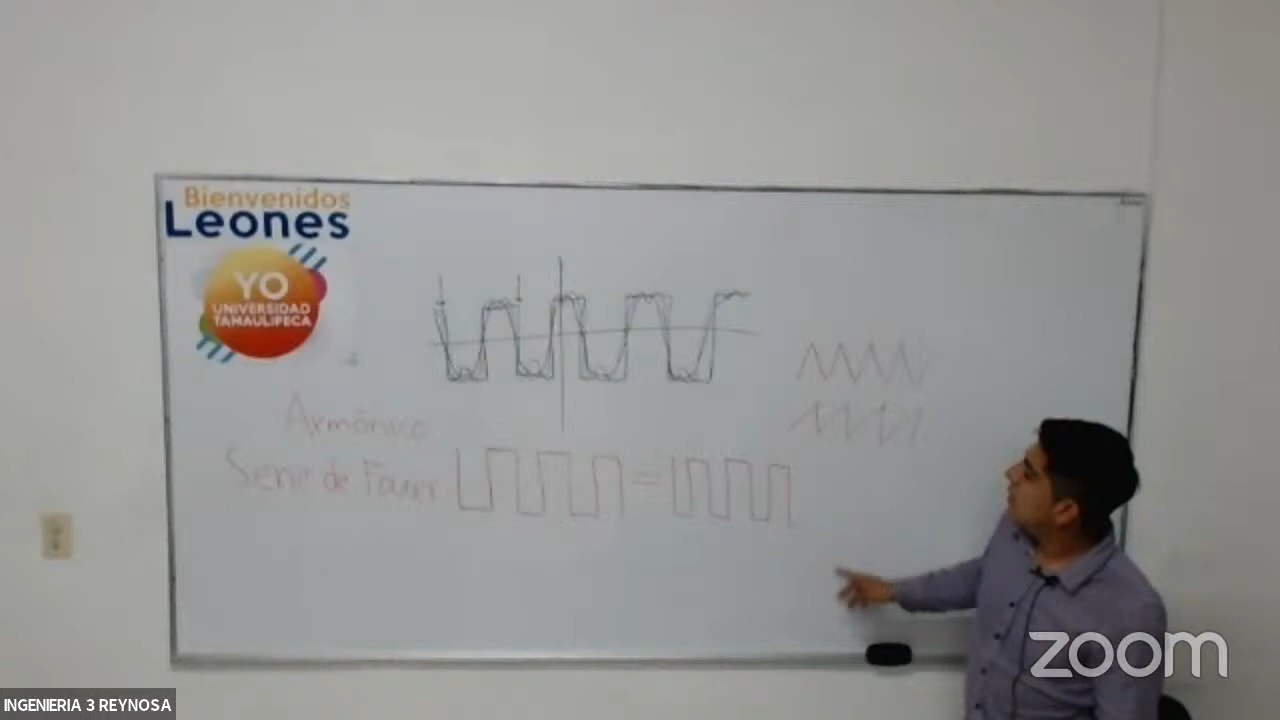 Bienvenidos
Leones
YO
UNIVERSIDAD
TAMAULIPECA
Armónico
Serie de Fourier
zoom
INGENIERIA 3 REYNOSA